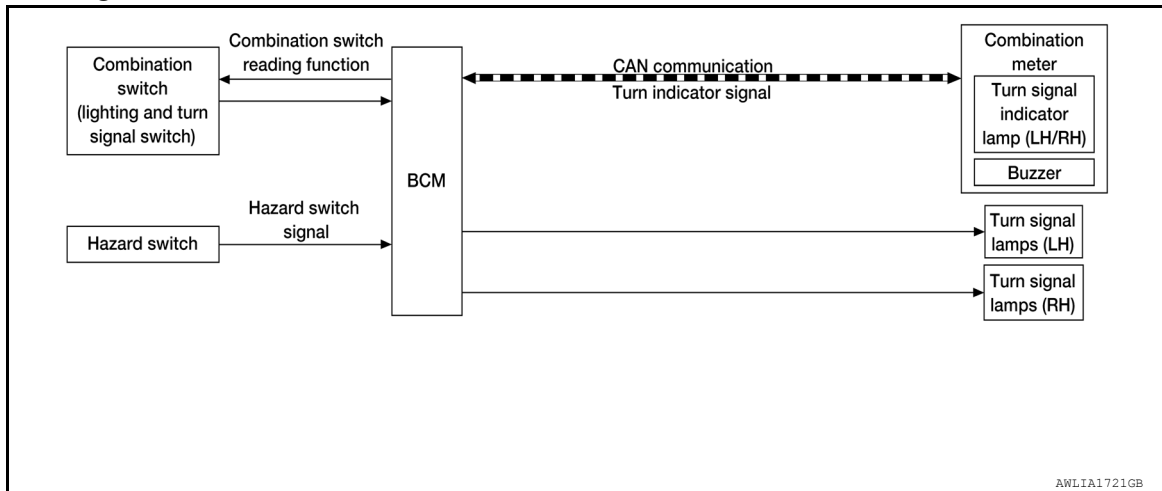 Combination switch
reading function
Combination
switch
(lighting and turn
signal switch)
BCM
CAN communication
Turn indicator signal
Combination
meter
Turn signal
indicator
lamp (LH/RH)
Buzzer
Hazard switch
Hazard switch
signal
Turn signal
lamps (LH)
Turn signal
lamps (RH)
AWLIA1721GB